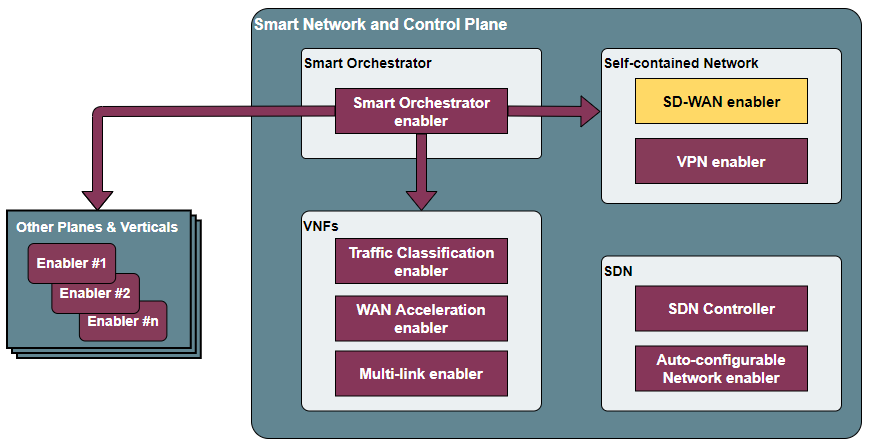 Smart Network and Control Plane
Smart Orchestrator
Smart Orchestrator
enabler
Self-contained Network
SD-WAN enabler
VPN enabler
Other Planes & Verticals
Enabler #1
Enabler #2
Enabler #n
VNFs
Traffic Classification
enabler
WAN Acceleration
enabler
Multi-link enabler
SDN
SDN Controller
Auto-configurable
Network enabler